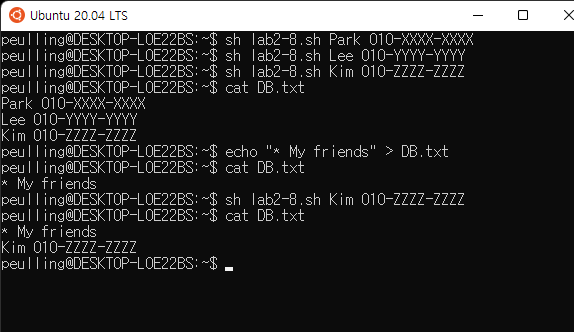 Ubuntu 20.04 LTS
peulling@DESKTOP-LOE22BS:~$ sh lab2-8.sh Park 010-XXXX-XXXX
peulling@DESKTOP-LOE22BS:~$ sh lab2-8.sh Lee 010-YYYY-YYYY
peulling@DESKTOP-LOE22BS:~$ sh lab2-8.sh Kim 010-ZZZZ-ZZZZ
peulling@DESKTOP-LOE22BS:~$ cat DB.txt
Park 010-XXXX-XXXX
Lee 010-YYYY-YYYY
Kim 010-ZZZZ-ZZZZ
peulling@DESKTOP-LOE22BS:~$ echo "* My friends" > DB.txt
peulling@DESKTOP-LOE22BS:~$ cat DB.txt
* My friends
peulling@DESKTOP-LOE22BS:~$ sh lab2-8.sh Kim 010-ZZZZ-ZZZZ
peulling@DESKTOP-LOE22BS:~$ cat DB.txt
* My friends
Kim 010-ZZZZ-ZZZZ
peulling@DESKTOP-LOE22BS:~$